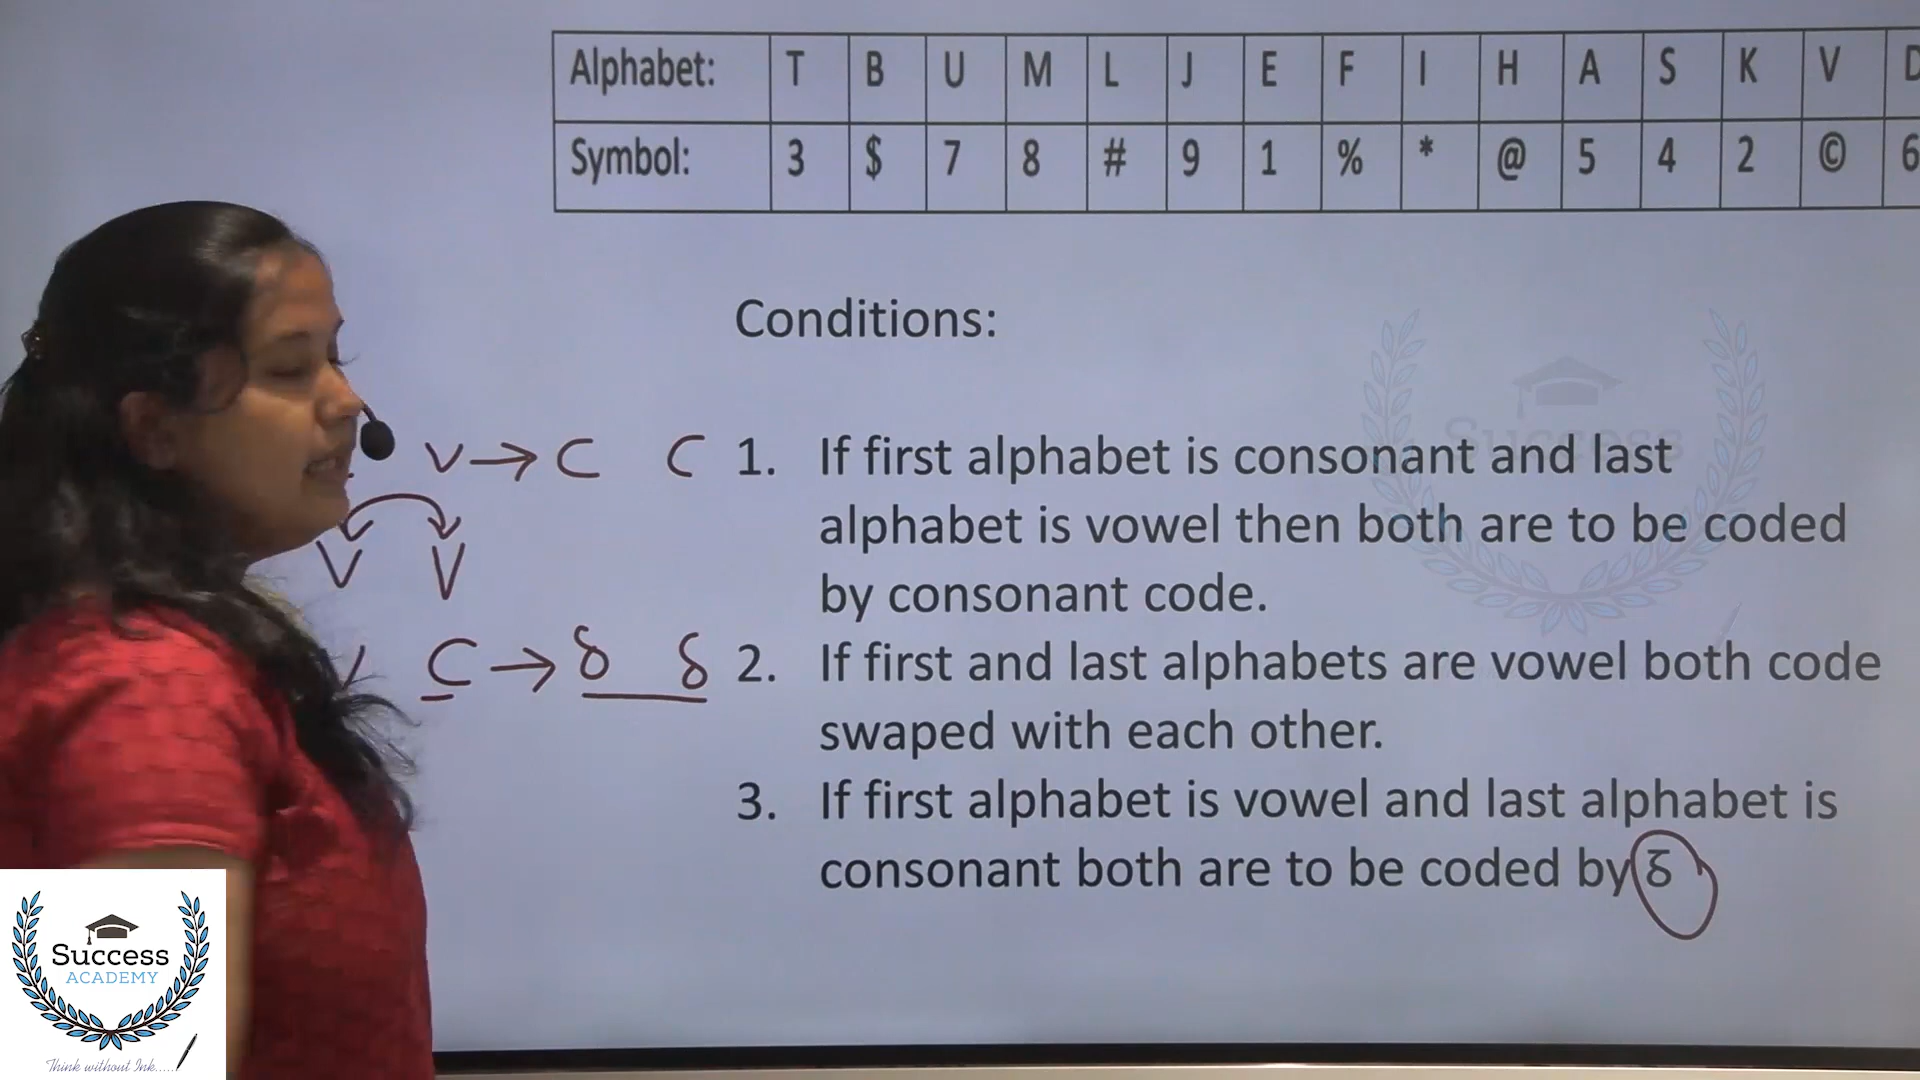 Alphabet: T B U M L J E F I H A S K V D
Symbol: 3 $ 7 8 # 9 1 % * @ 5 4 2 © 6
Conditions:
V → C C
1. If first alphabet is consonant and last
alphabet is vowel then both are to be coded
by consonant code.
V V
C → δ δ
2. If first and last alphabets are vowel both code
swaped with each other.
3. If first alphabet is vowel and last alphabet is
consonant both are to be coded by δ
Success
Success
ACADEMY
Think without Ink.....